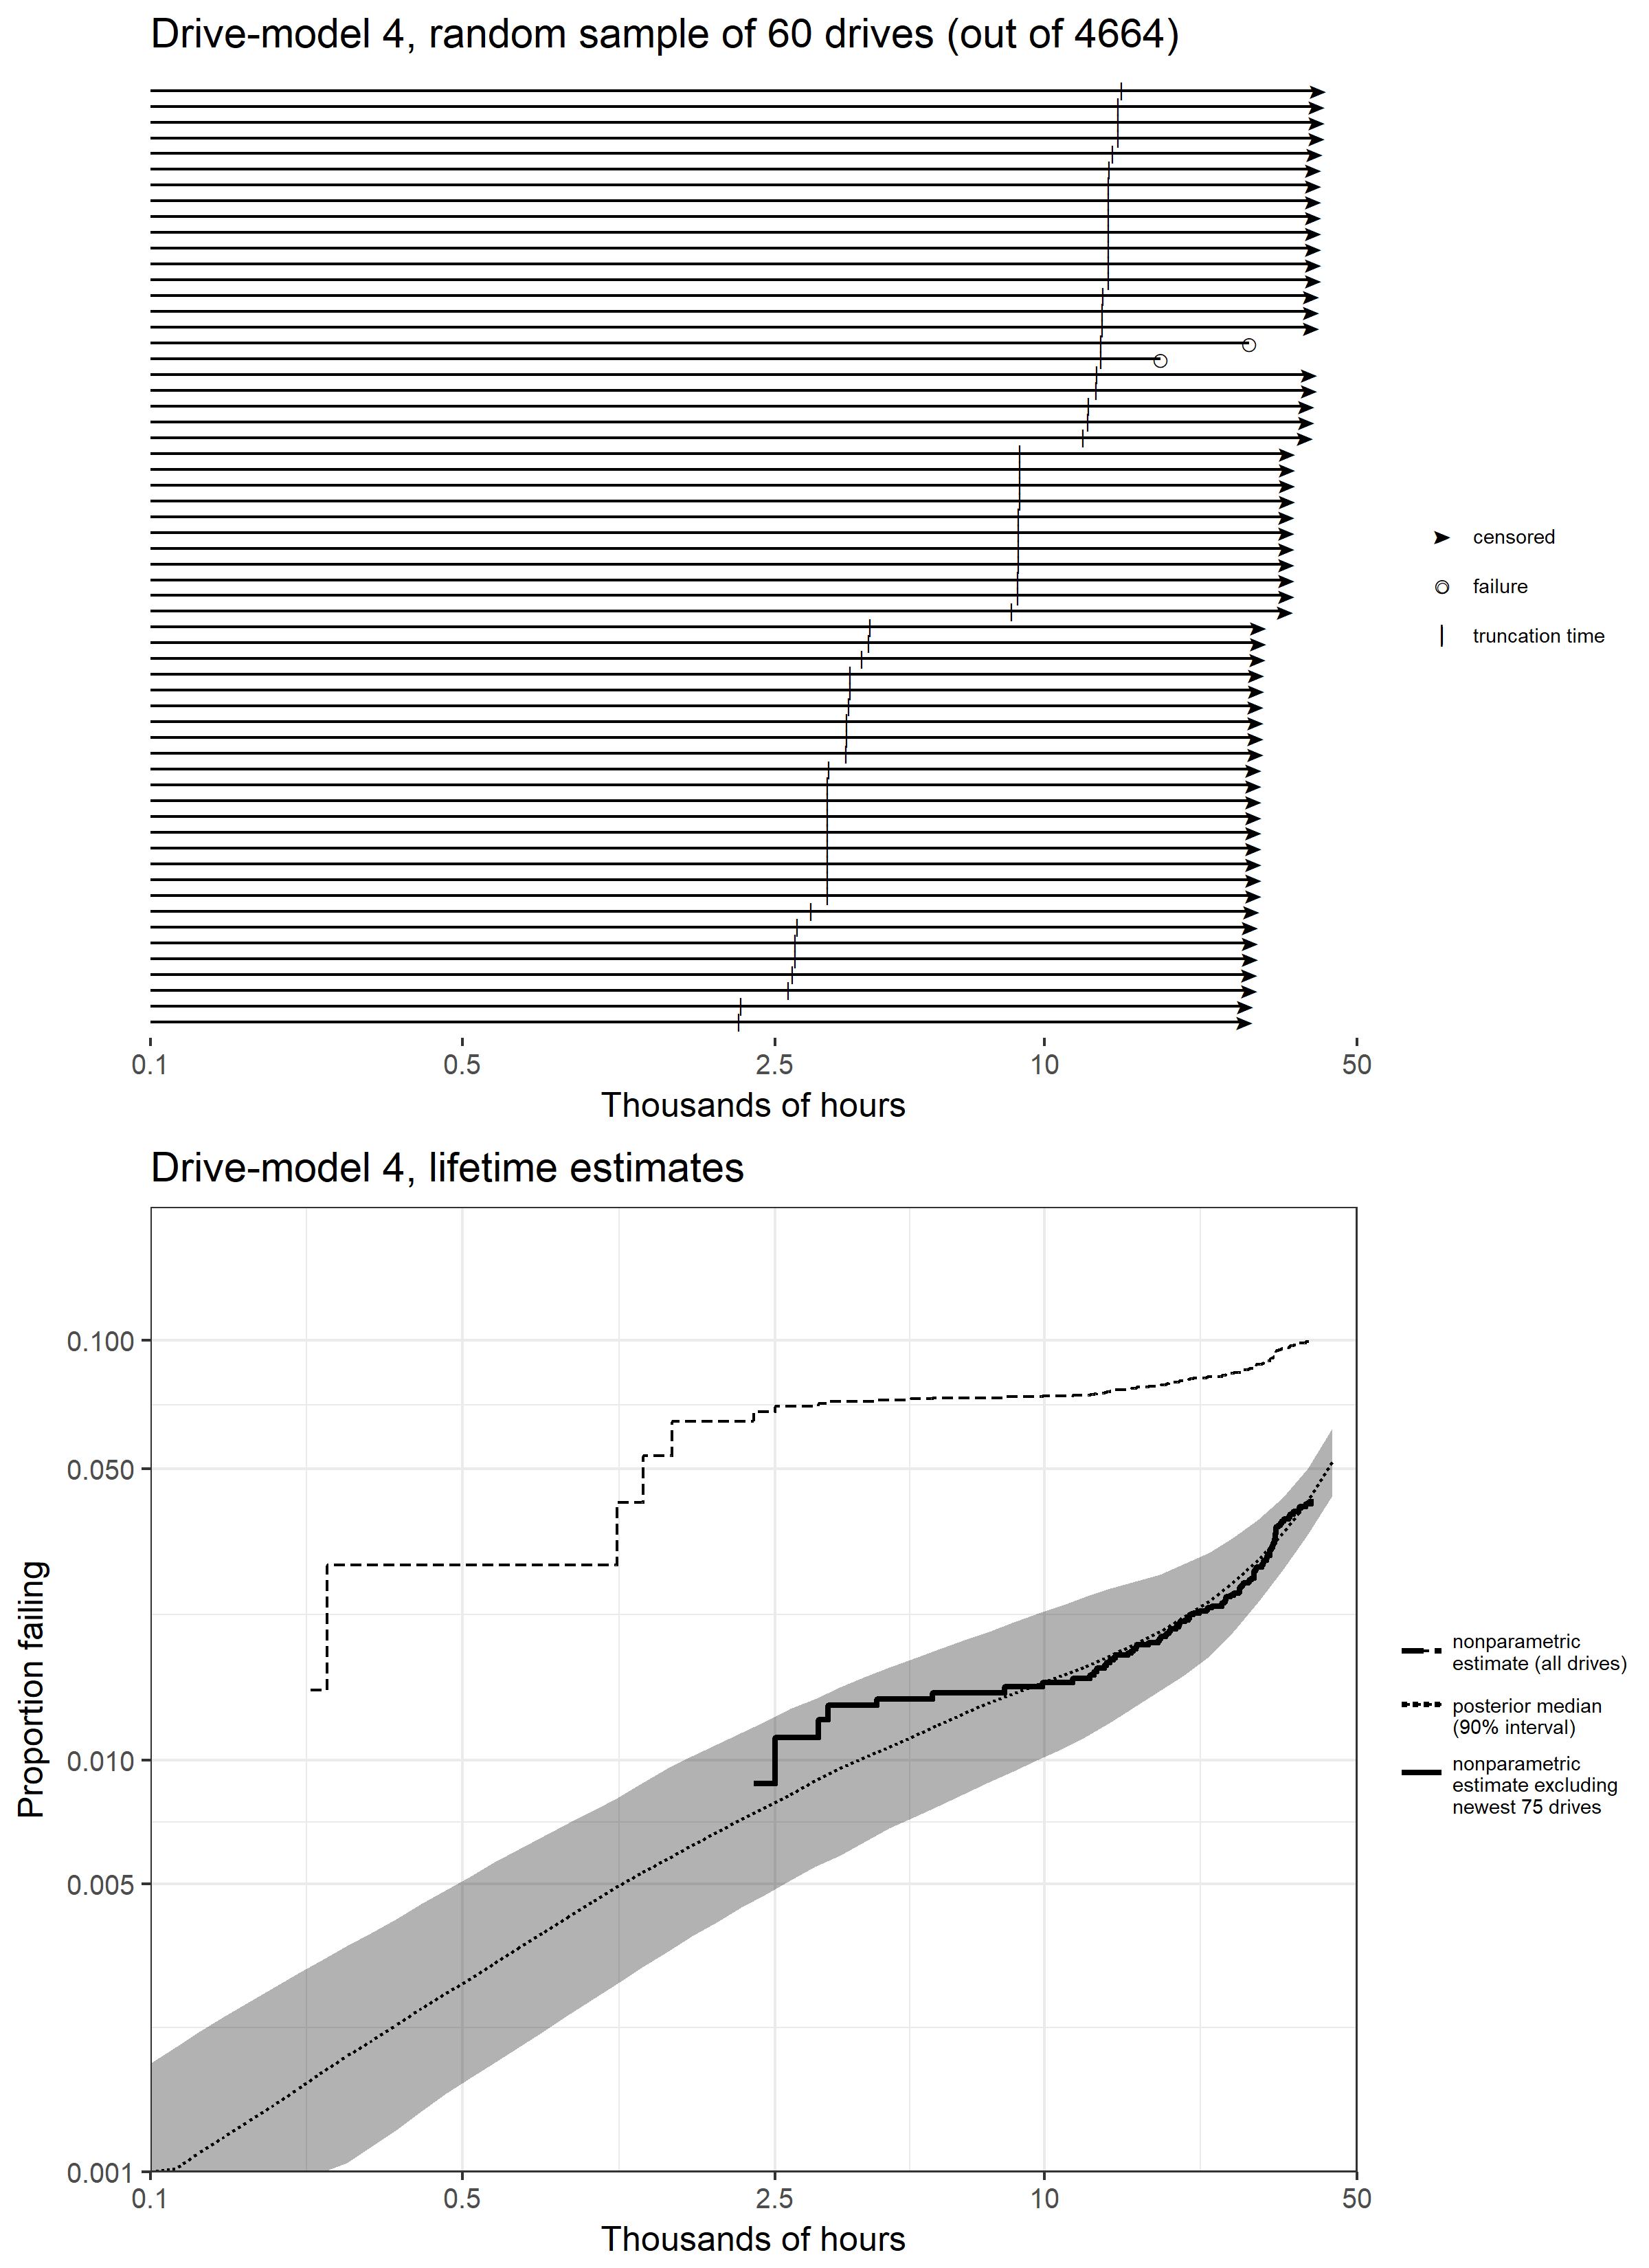 Drive-model 4, random sample of 60 drives (out of 4664)
censored
failure
truncation time
0.1
0.5
2.5
10
50
Thousands of hours
Drive-model 4, lifetime estimates
0.100
0.050
0.010
0.005
0.001
Proportion failing
nonparametric
estimate (all drives)
posterior median
(90% interval)
nonparametric
estimate excluding
newest 75 drives
0.1
0.5
2.5
10
50
Thousands of hours